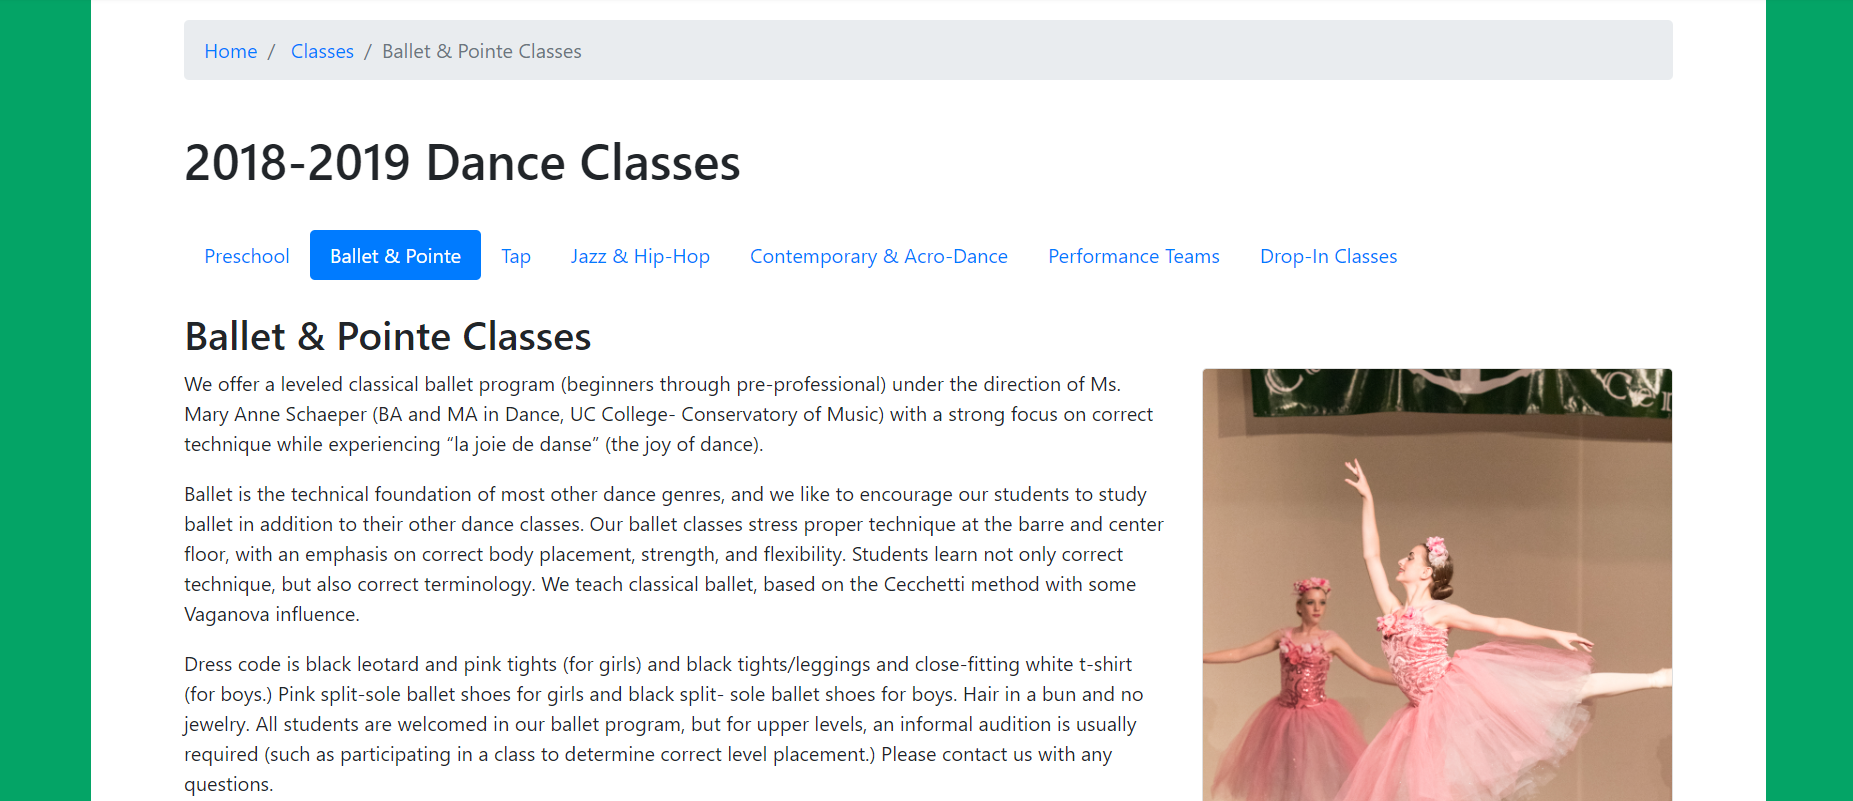 Home / Classes / Ballet & Pointe Classes
2018-2019 Dance Classes
Preschool Ballet & Pointe Tap Jazz & Hip-Hop Contemporary & Acro-Dance Performance Teams Drop-In Classes
Ballet & Pointe Classes
We offer a leveled classical ballet program (beginners through pre-professional) under the direction of Ms.
Mary Anne Schaeper (BA and MA in Dance, UC College- Conservatory of Music) with a strong focus on correct
technique while experiencing “la joie de danse” (the joy of dance).
Ballet is the technical foundation of most other dance genres, and we like to encourage our students to study
ballet in addition to their other dance classes. Our ballet classes stress proper technique at the barre and center
floor, with an emphasis on correct body placement, strength, and flexibility. Students learn not only correct
technique, but also correct terminology. We teach classical ballet, based on the Cecchetti method with some
Vaganova influence.
Dress code is black leotard and pink tights (for girls) and black tights/leggings and close-fitting white t-shirt
(for boys.) Pink split-sole ballet shoes for girls and black split- sole ballet shoes for boys. Hair in a bun and no
jewelry. All students are welcomed in our ballet program, but for upper levels, an informal audition is usually
required (such as participating in a class to determine correct level placement.) Please contact us with any
questions.